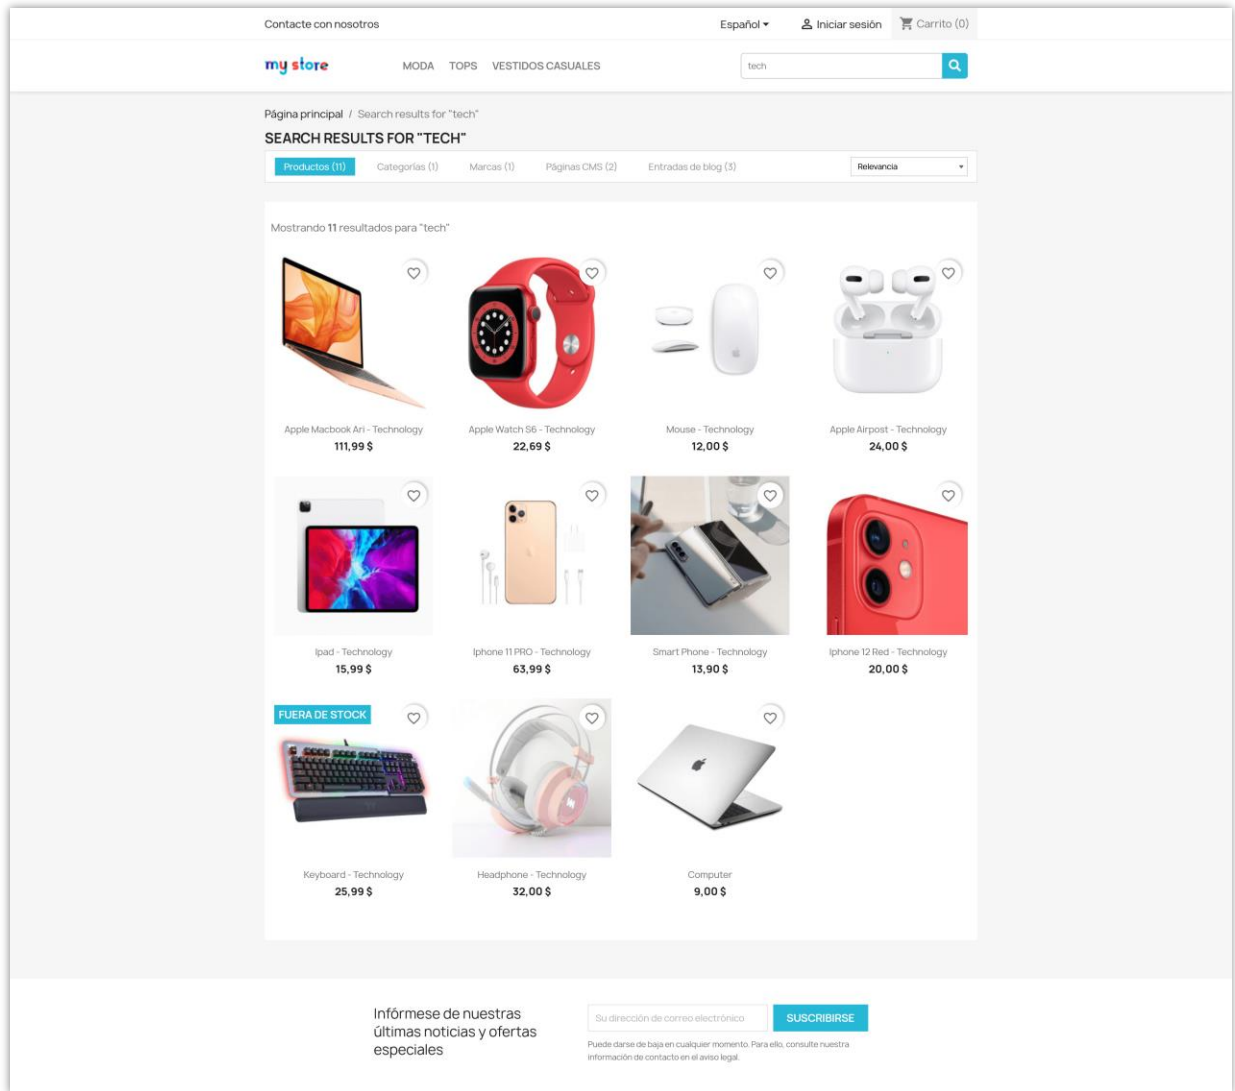 Contacte con nosotros
Español
Iniciar sesión
Carrito (0)
my store
MODA TOPS VESTIDOS CASUALES
tech
Página principal / Search results for "tech"
SEARCH RESULTS FOR "TECH"
Productos (11) Categorías (1) Marcas (1) Páginas CMS (2) Entradas de blog (3)
Relevancia
Mostrando 11 resultados para "tech"
Apple Macbook Ari - Technology
111,99 $
Apple Watch S6 - Technology
22,69 $
Mouse - Technology
12,00 $
Apple Airpost - Technology
24,00 $
Ipad - Technology
15,99 $
Iphone 11 PRO - Technology
63,99 $
Smart Phone - Technology
13,90 $
Iphone 12 Red - Technology
20,00 $
FUERA DE STOCK
Keyboard - Technology
25,99 $
Headphone - Technology
32,00 $
Computer
9,00 $
Infórmese de nuestras
últimas noticias y ofertas
especiales
Su dirección de correo electrónico
SUSCRIBIRSE
Puede darse de baja en cualquier momento. Para ello, consulte nuestra
información de contacto en el aviso legal.